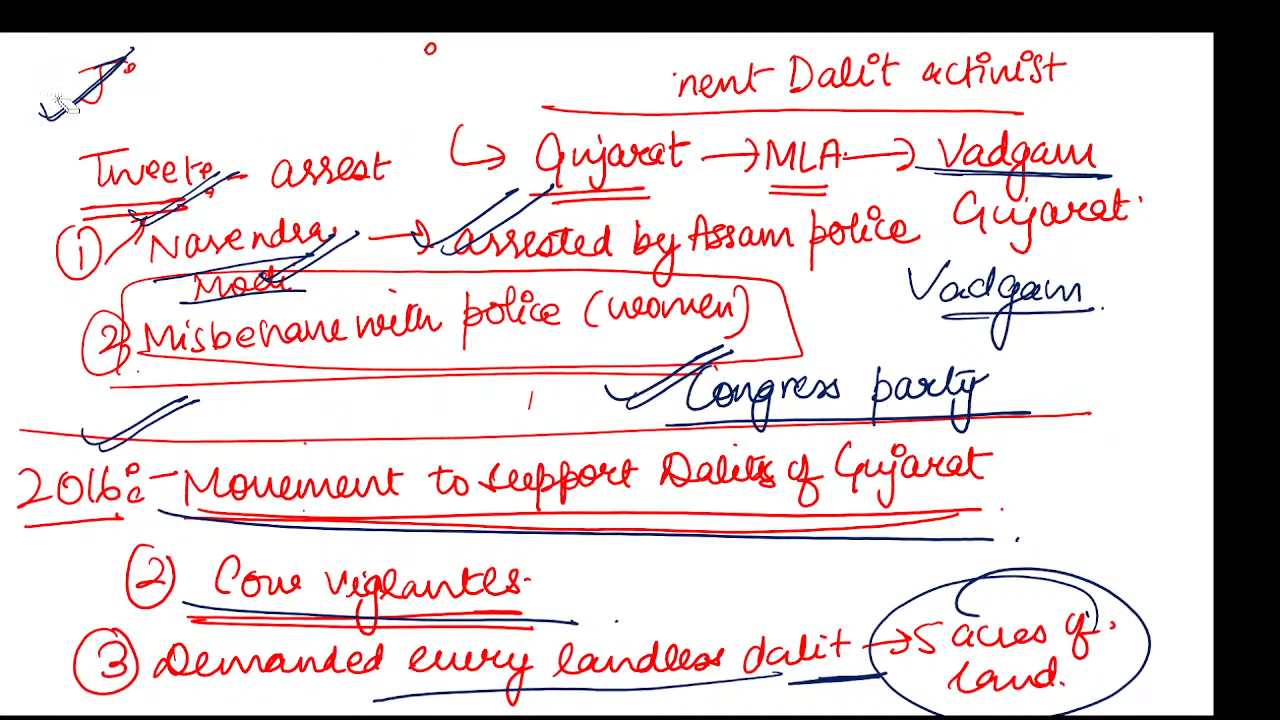 J:
nent Dalit activist
Tweete - arrest
↳ Gujarat → MLA → Vadgam
Gujarat
① Narendra Modi → arrested by Assam police
Vadgam.
② Misbehave with police (women)
Congress party
2016:- Movement to support Dalits of Gujarat
② Cow vigleantes.
③ Demanded every landless dalit → 5 acres of land.